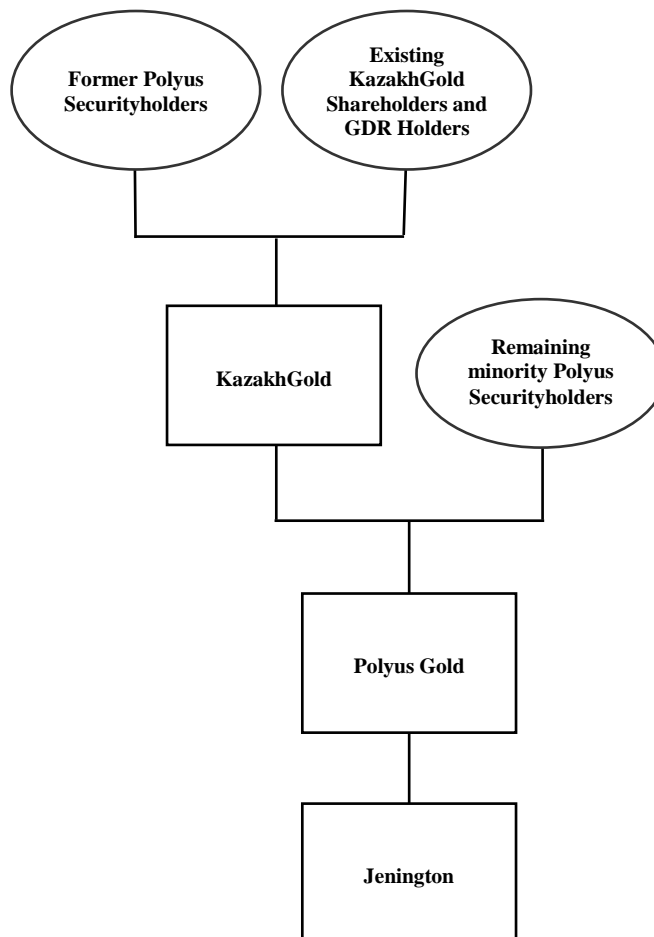 Former Polyus
Securityholders
Existing
KazakhGold
Shareholders and
GDR Holders
KazakhGold
Remaining
minority Polyus
Securityholders
Polyus Gold
Jenington